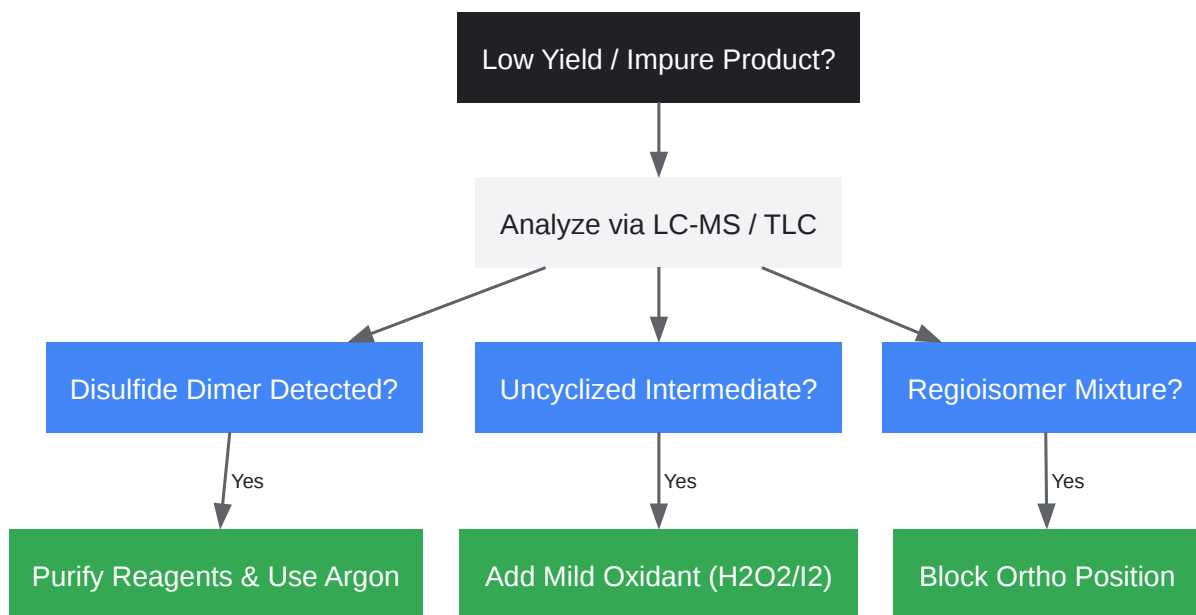 Low Yield / Impure Product?
Analyze via LC-MS / TLC
Disulfide Dimer Detected?
Uncyclized Intermediate?
Regioisomer Mixture?
Yes
Yes
Yes
Purify Reagents & Use Argon
Add Mild Oxidant (H2O2/I2)
Block Ortho Position